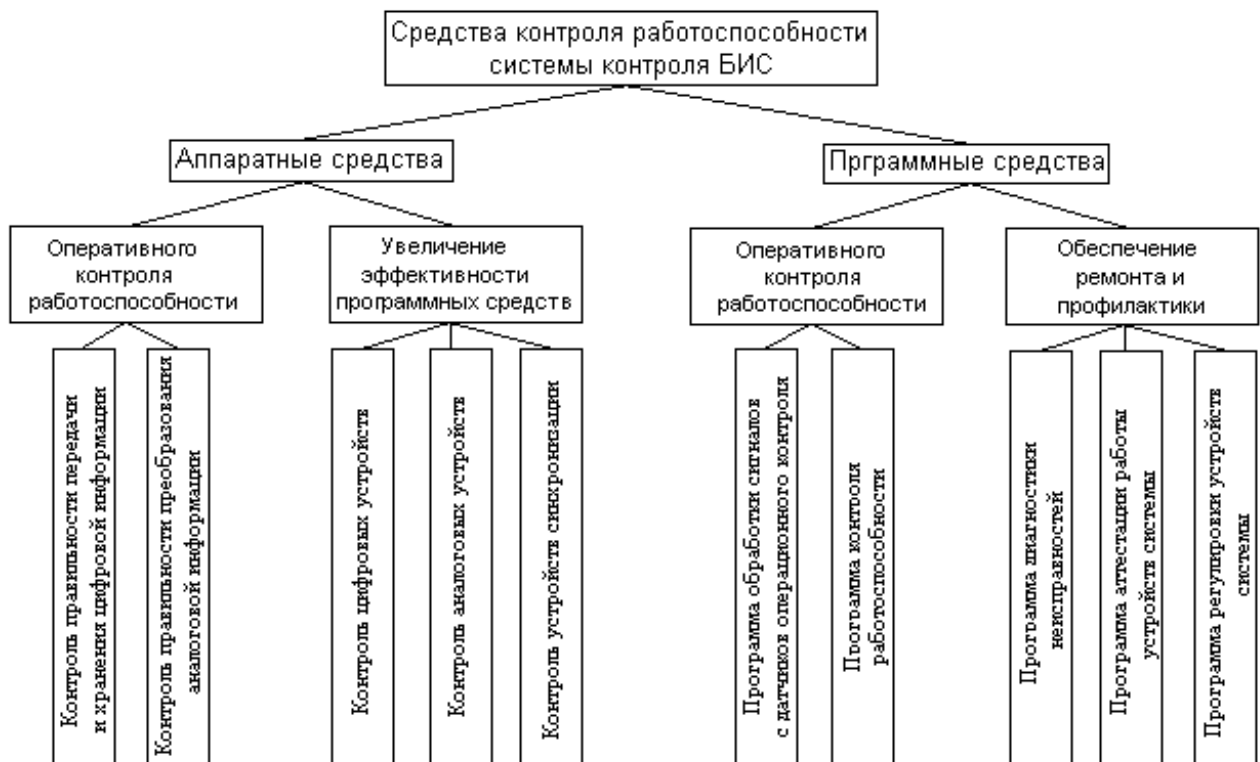 Средства контроля работоспособности
системы контроля БИС
Аппаратные средства
Прграммные средства
Оперативного
контроля
работоспособности
Увеличение
эффективности
программных средств
Оперативного
контроля
работоспособности
Обеспечение
ремонта и
профилактики
Контроль правильности передачи
и хранения цифровой информации
Контроль правильности преобразования
аналоговой информации
Контроль цифровых устройств
Контроль аналоговых устройств
Контроль устройств синхронизации
Программа обработки сигналов
с датчиков операционного контроля
Программа контроля
работоспособности
Программа диагностики
неисправностей
Программа аттестации работы
устройств системы
Программа регулировки устройств
системы